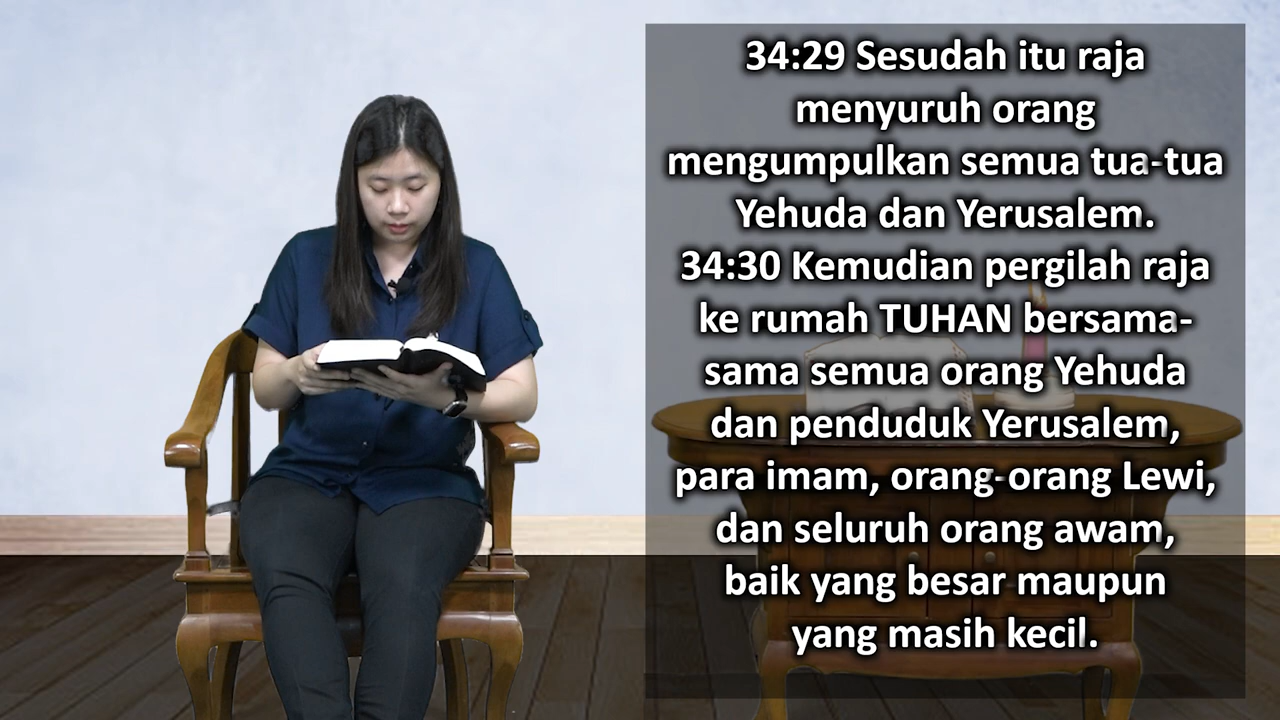 34:29 Sesudah itu raja
menyuruh orang
mengumpulkan semua tua-tua
Yehuda dan Yerusalem.
34:30 Kemudian pergilah raja
ke rumah TUHAN bersama-
sama semua orang Yehuda
dan penduduk Yerusalem,
para imam, orang-orang Lewi,
dan seluruh orang awam,
baik yang besar maupun
yang masih kecil.